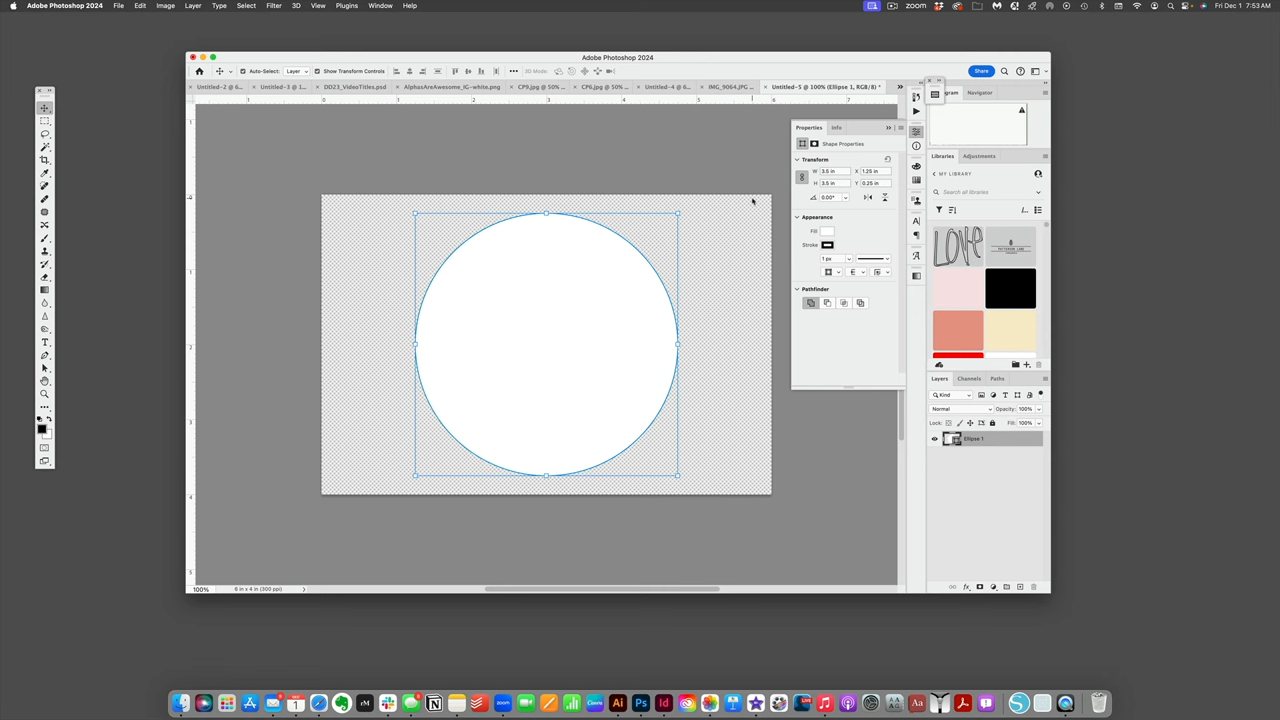 Adobe Photoshop 2024 File Edit Image Layer Type Select Filter 3D View Plugins Window Help zoom Fri Dec 1 7:53 AM
Adobe Photoshop 2024
Auto-Select: Layer Show Transform Controls 3D Mode: Share
Untitled-2 @ 6... Untitled-3 @ 1... DD23_VideoTitles.psd AlphasAreAwesome_IG-white.png CP9.jpg @ 50% ... CP6.jpg @ 50% ... Untitled-4 @ 6... IMG_9064.JPG ... Untitled-5 @ 100% (Ellipse 1, RGB/8) *
Navigator
Properties Info
Shape Properties
Transform
W 3.5 in X 1.25 in
H 3.5 in Y 0.25 in
0.00°
Appearance
Fill
Stroke
1 px
Pathfinder
Libraries Adjustments
MY LIBRARY
Search all libraries
LOVE
Layers Channels Paths
Kind
Normal Opacity: 100%
Lock: Fill: 100%
Ellipse 1
100% 6 in x 4 in (300 ppi)